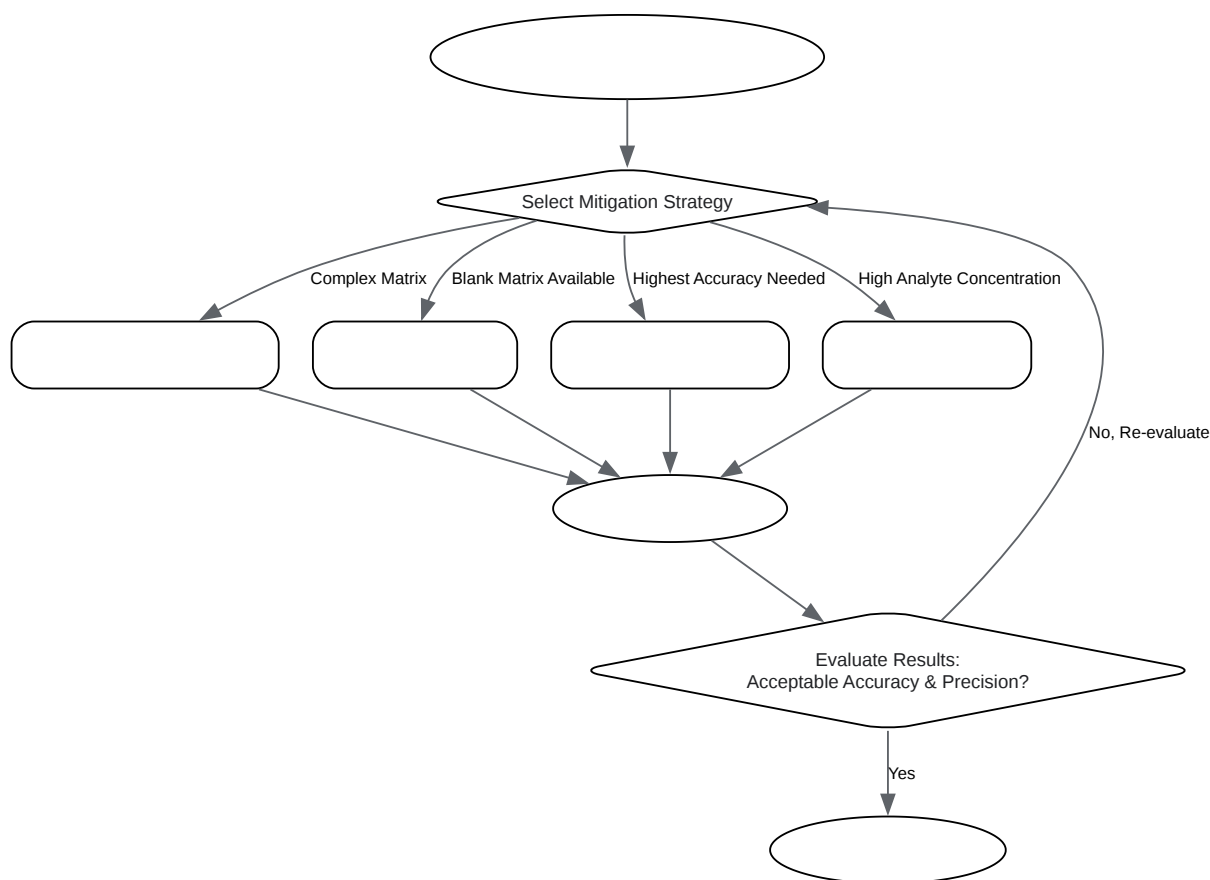 Select Mitigation Strategy
Complex Matrix
Blank Matrix Available
Highest Accuracy Needed
High Analyte Concentration
No, Re-evaluate
Evaluate Results:
Acceptable Accuracy & Precision?
Yes